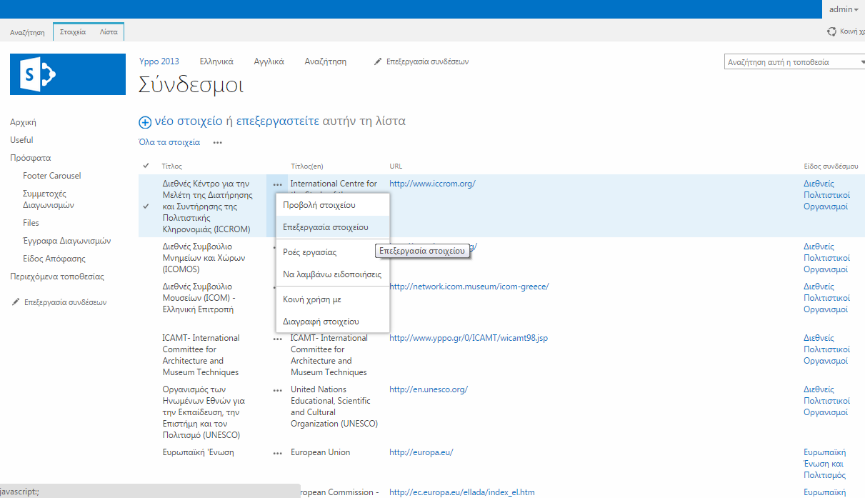 admin
Αναζήτηση Στοιχεία Λίστα
Κοινή
Yppo 2013 Ελληνικά Αγγλικά Αναζήτηση Επεξεργασία συνδέσεων
Αναζήτηση αυτή η τοποθεσία
S
Σύνδεσμοι
νέο στοιχείο ή επεξεργαστείτε αυτήν τη λίστα
Όλα τα στοιχεία ...
Αρχική
Useful
Πρόσφατα
Footer Carousel
Συμμετοχές
Διαγωνισμών
Files
Έγγραφα Διαγωνισμών
Είδος Απόφασης
Περιεχόμενα τοποθεσίας
Επεξεργασία συνδέσεων
Τίτλος Τίτλος(en) URL Είδος συνδέσμου
Διεθνές Κέντρο για την
Μελέτη της Διατήρησης
και Συντήρησης της
Πολιτιστικής
Κληρονομιάς (ICCROM)
...
International Centre for
http://www.iccrom.org/
Διεθνείς
Πολιτιστικοί
Οργανισμοί
Προβολή στοιχείου
Επεξεργασία στοιχείου
Ροές εργασίας
Να λαμβάνω ειδοποιήσεις
Κοινή χρήση με
Διαγραφή στοιχείου
Επεξεργασία στοιχείου
Διεθνές Συμβούλιο
Μνημείων και Χώρων
(ICOMOS)
g/
Διεθνείς
Πολιτιστικοί
Οργανισμοί
Διεθνές Συμβούλιο
Μουσείων (ICOM) -
Ελληνική Επιτροπή
http://network.icom.museum/icom-greece/
Διεθνείς
Πολιτιστικοί
Οργανισμοί
ICAMT- International
Committee for
Architecture and
Museum Techniques
...
ICAMT- International
Committee for
Architecture and
Museum Techniques
http://www.yppo.gr/0/ICAMT/wicamt98.jsp
Διεθνείς
Πολιτιστικοί
Οργανισμοί
Οργανισμός των
Ηνωμένων Εθνών για
την Εκπαίδευση, την
Επιστήμη και τον
Πολιτισμό (UNESCO)
...
United Nations
Educational, Scientific
and Cultural
Organization (UNESCO)
http://en.unesco.org/
Διεθνείς
Πολιτιστικοί
Οργανισμοί
Ευρωπαϊκή Ένωση ... European Union http://europa.eu/
Ευρωπαϊκή
Ένωση και
Πολιτισμός
javascript:;
ropean Commission - http://ec.europa.eu/ellada/index_el.htm Ευρωπαϊκή